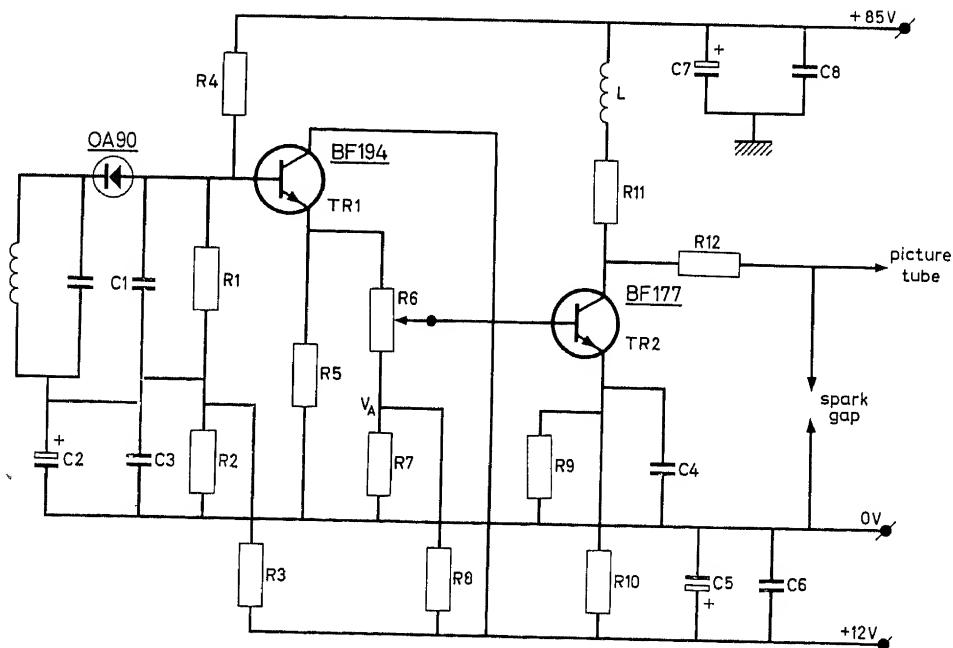 +85V
+
C7
C8
R4
L
OA90
BF194
R11
TR1
R12
picture
tube
C1
R1
R6
BF177
TR2
R5
VA
spark
gap
+
C2
C3
R2
R7
R9
C4
0V
R3
R8
R10
C5
C6
+
+12V